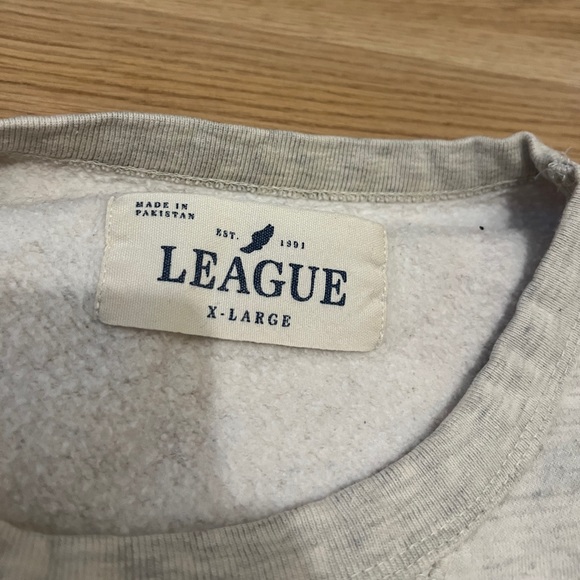 MADE IN
PAKISTAN
EST. 1991
LEAGUE
X-LARGE